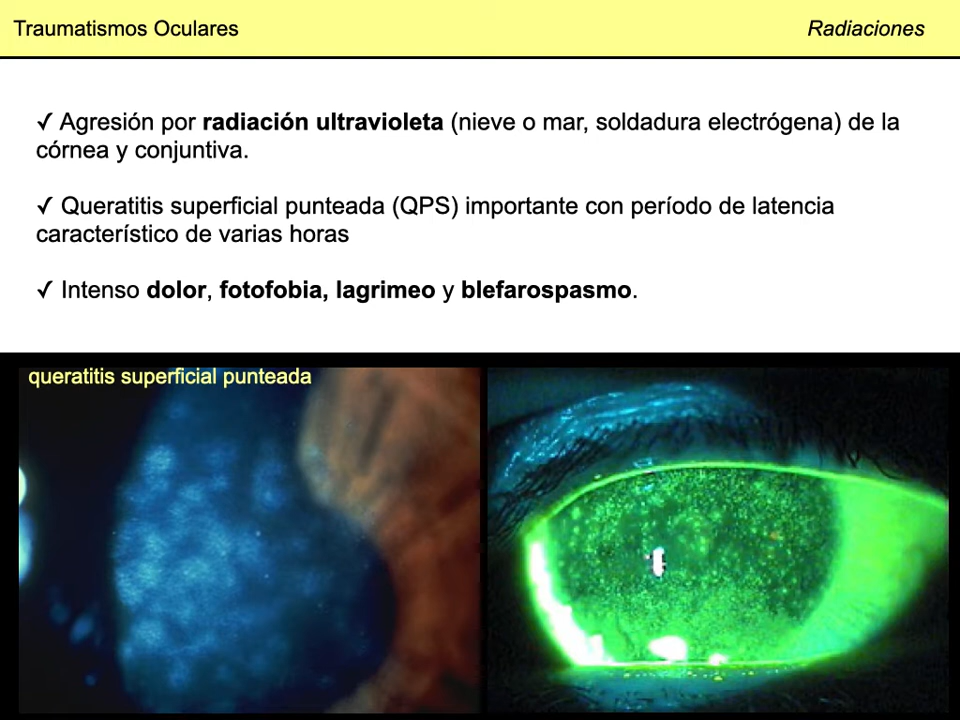 Traumatismos Oculares
Radiaciones
✓ Agresión por radiación ultravioleta (nieve o mar, soldadura electrógena) de la
córnea y conjuntiva.
✓ Queratitis superficial punteada (QPS) importante con período de latencia
característico de varias horas
✓ Intenso dolor, fotofobia, lagrimeo y blefarospasmo.
queratitis superficial punteada